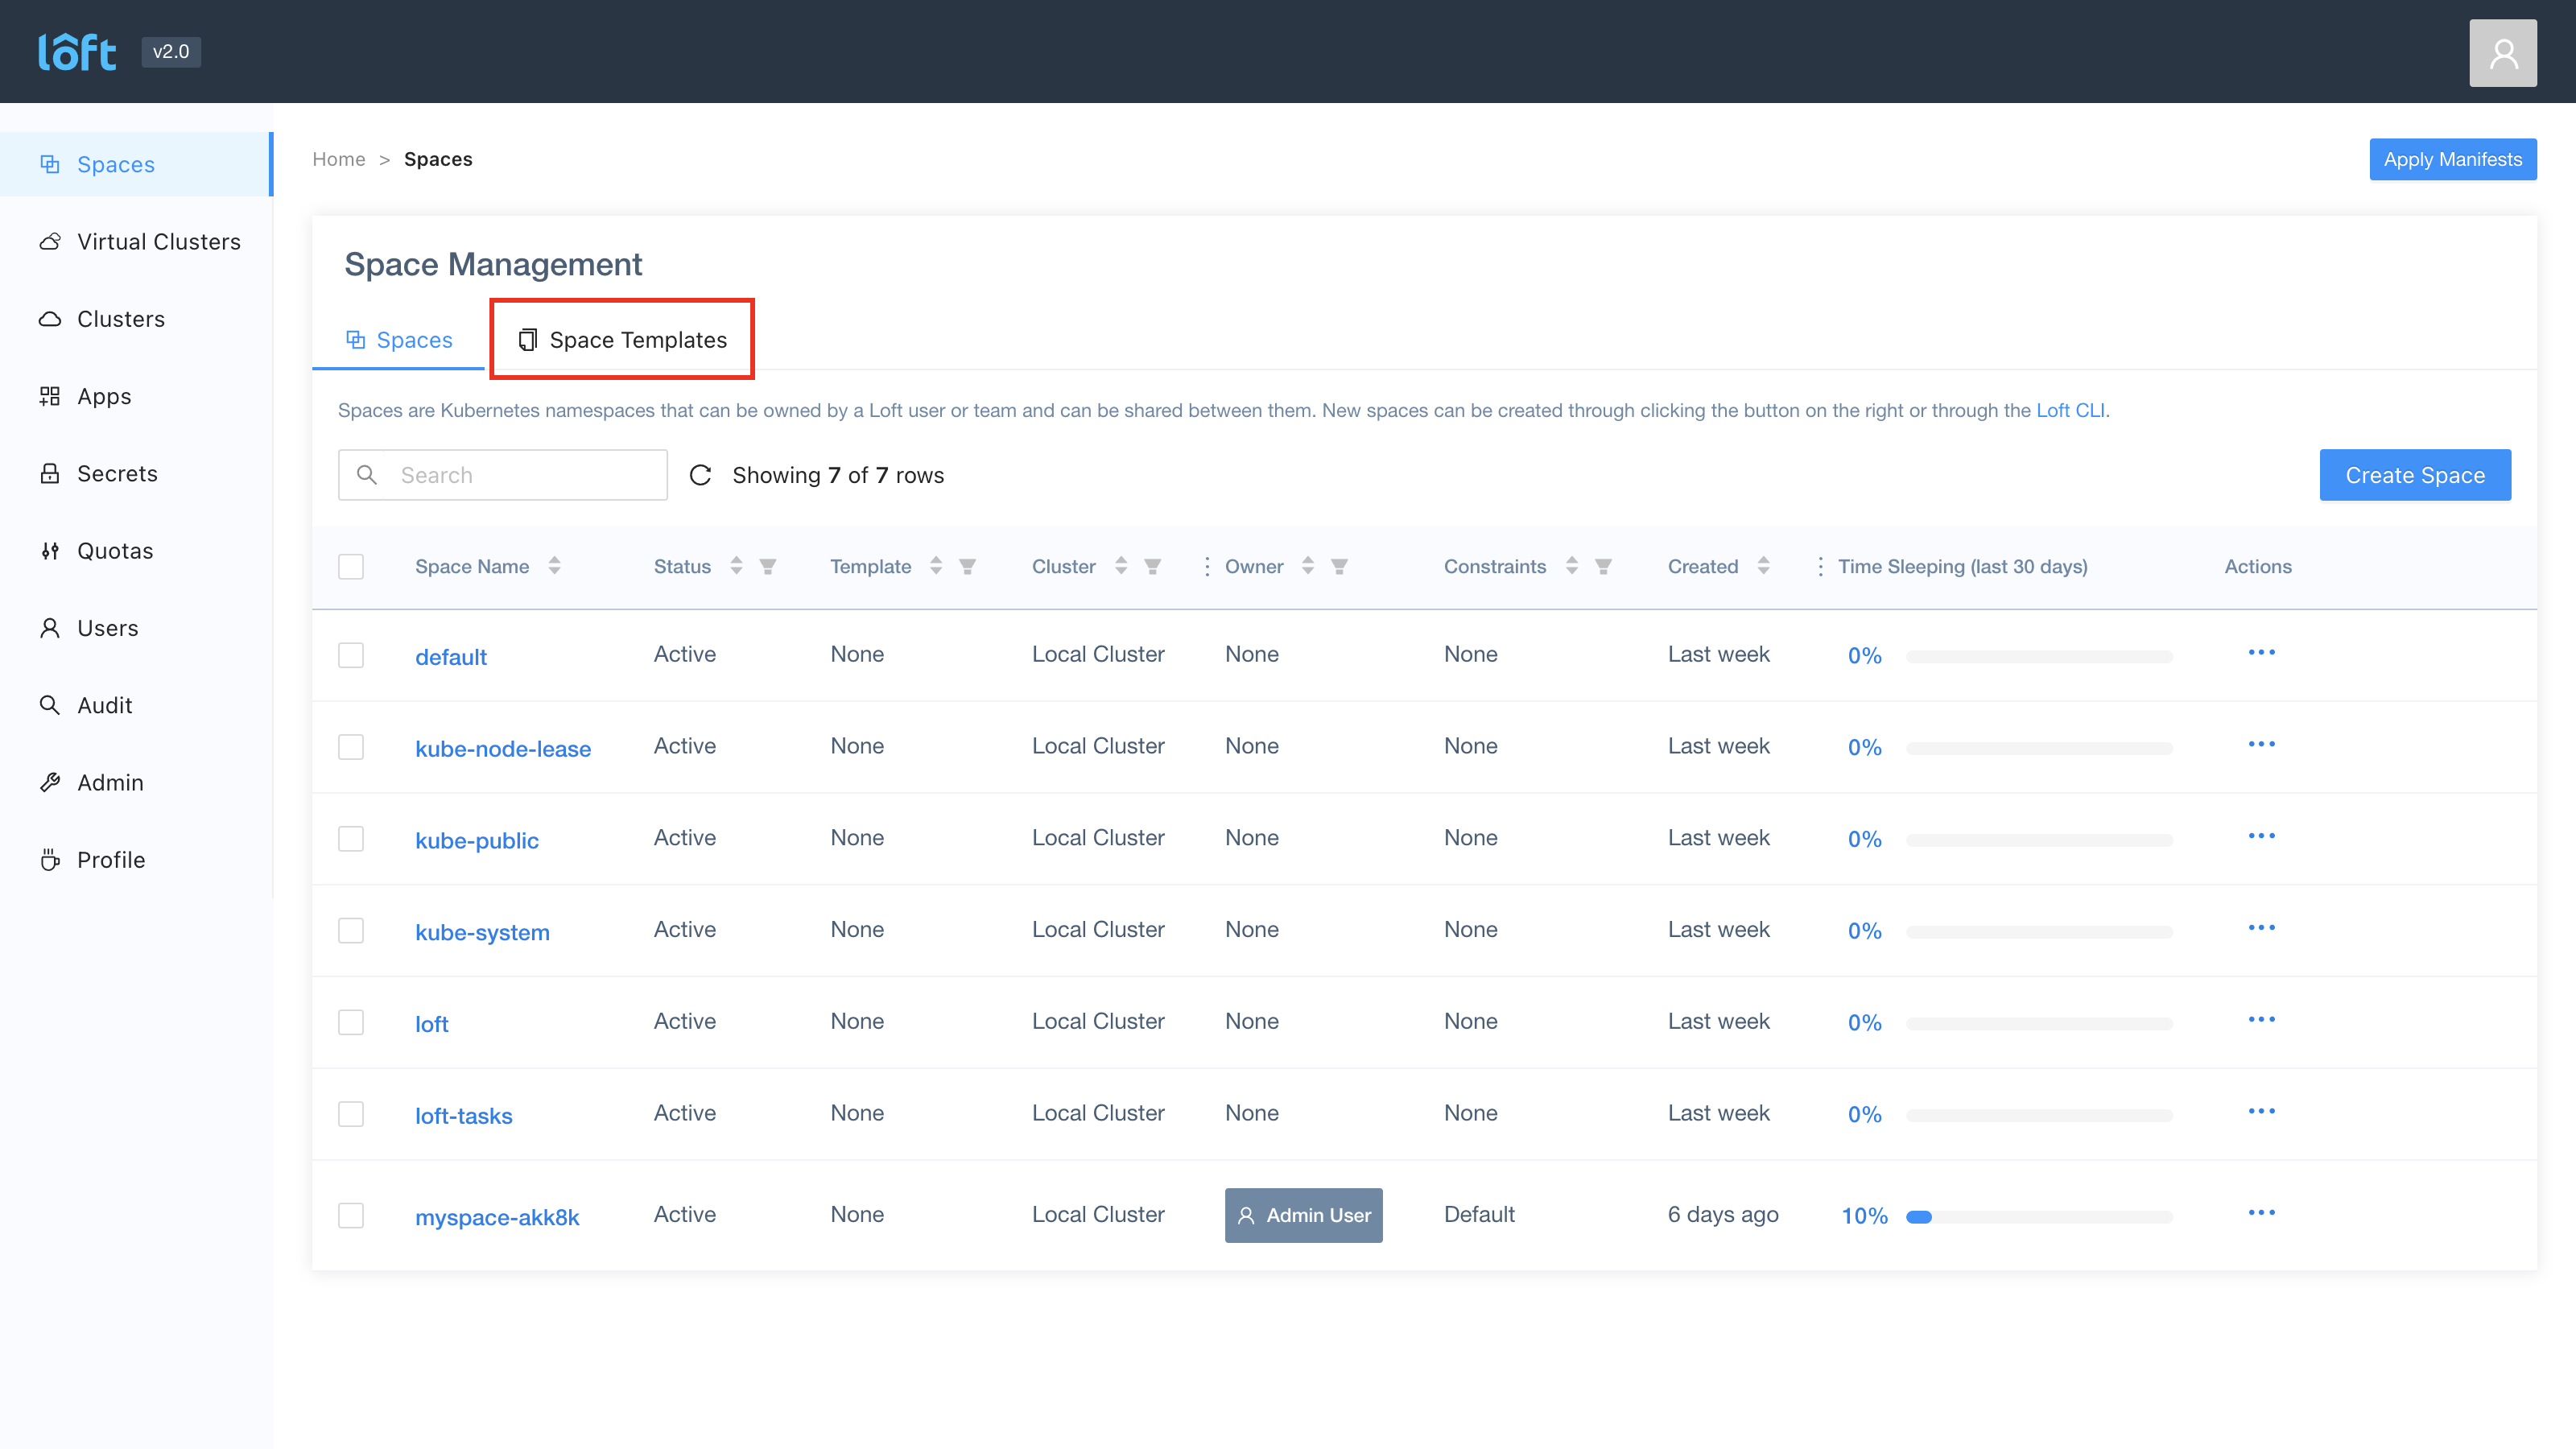 loft v2.0
Spaces
Virtual Clusters
Clusters
Apps
Secrets
Quotas
Users
Audit
Admin
Profile
Home > Spaces
Apply Manifests
Space Management
Spaces Space Templates
Spaces are Kubernetes namespaces that can be owned by a Loft user or team and can be shared between them. New spaces can be created through clicking the button on the right or through the Loft CLI.
Search Showing 7 of 7 rows Create Space
Space Name Status Template Cluster Owner Constraints Created Time Sleeping (last 30 days) Actions
default Active None Local Cluster None None Last week 0% •••
kube-node-lease Active None Local Cluster None None Last week 0% •••
kube-public Active None Local Cluster None None Last week 0% •••
kube-system Active None Local Cluster None None Last week 0% •••
loft Active None Local Cluster None None Last week 0% •••
loft-tasks Active None Local Cluster None None Last week 0% •••
myspace-akk8k Active None Local Cluster Admin User Default 6 days ago 10% •••